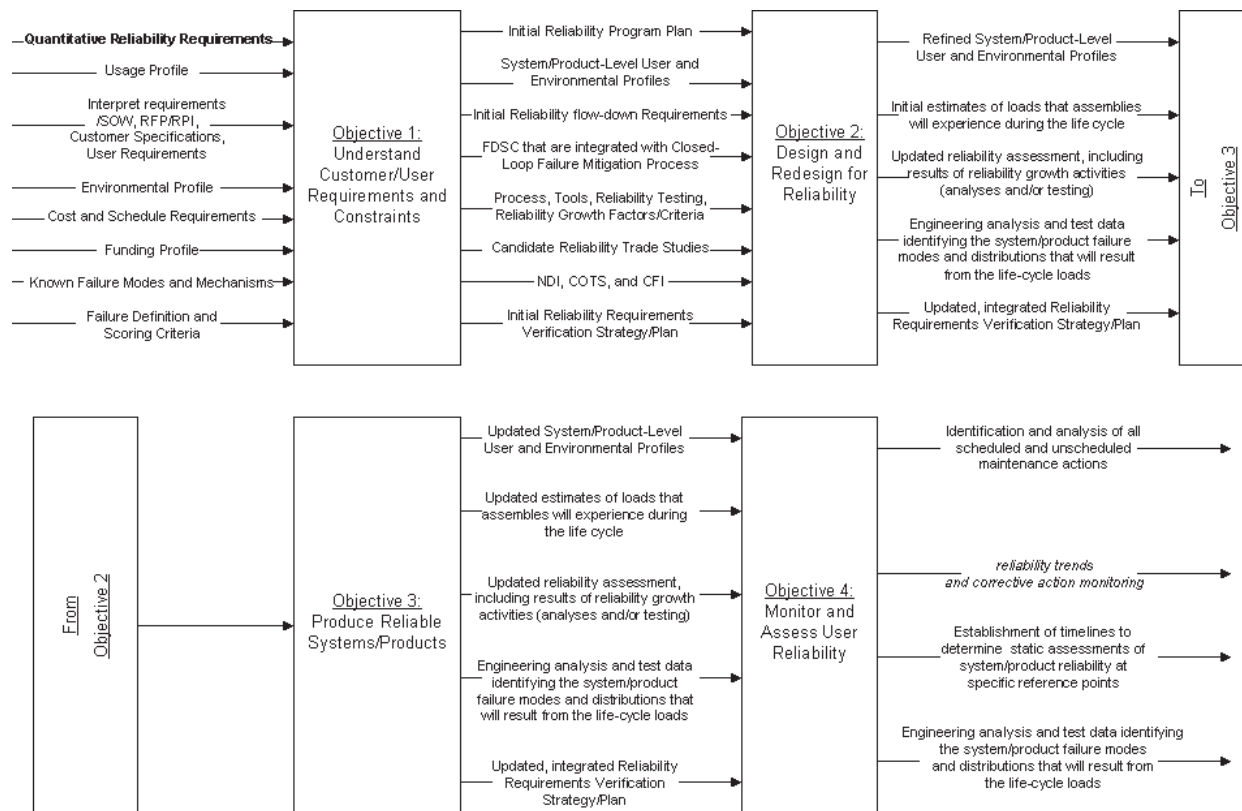 Quantitative Reliability Requirements
Usage Profile
Interpret requirements
/SOW, RFP/RPI,
Customer Specifications,
User Requirements
Environmental Profile
Cost and Schedule Requirements
Funding Profile
Known Failure Modes and Mechanisms
Failure Definition and
Scoring Criteria
Objective 1:
Understand
Customer/User
Requirements and
Constraints
Initial Reliability Program Plan
System/Product-Level User and
Environmental Profiles
Initial Reliability flow-down Requirements
FDSC that are integrated with Closed-
Loop Failure Mitigation Process
Process, Tools, Reliability Testing,
Reliability Growth Factors/Criteria
Candidate Reliability Trade Studies
NDI, COTS, and CFI
Initial Reliability Requirements
Verification Strategy/Plan
Objective 2:
Design and
Redesign for
Reliability
Refined System/Product-Level
User and Environmental Profiles
Initial estimates of loads that assemblies
will experience during the life cycle
Updated reliability assessment, including
results of reliability growth activities
(analyses and/or testing)
Engineering analysis and test data
identifying the system/product failure
modes and distributions that will result
from the life-cycle loads
Updated, integrated Reliability
Requirements Verification Strategy/Plan
To
Objective 3
From
Objective 2
Objective 3:
Produce Reliable
Systems/Products
Updated System/Product-Level
User and Environmental Profiles
Updated estimates of loads that
assembles will experience during
the life cycle
Updated reliability assessment,
including results of reliability growth
activities (analyses and/or testing)
Engineering analysis and test data
identifying the system/product
failure modes and distributions that
will result from the life-cycle loads
Updated, integrated Reliability
Requirements Verification
Strategy/Plan
Objective 4:
Monitor and
Assess User
Reliability
Identification and analysis of all
scheduled and unscheduled
maintenance actions
reliability trends
and corrective action monitoring
Establishment of timelines to
determine static assessments of
system/product reliability at
specific reference points
Engineering analysis and test data identifying
the system/product failure modes
and distributions that will result from
the life-cycle loads